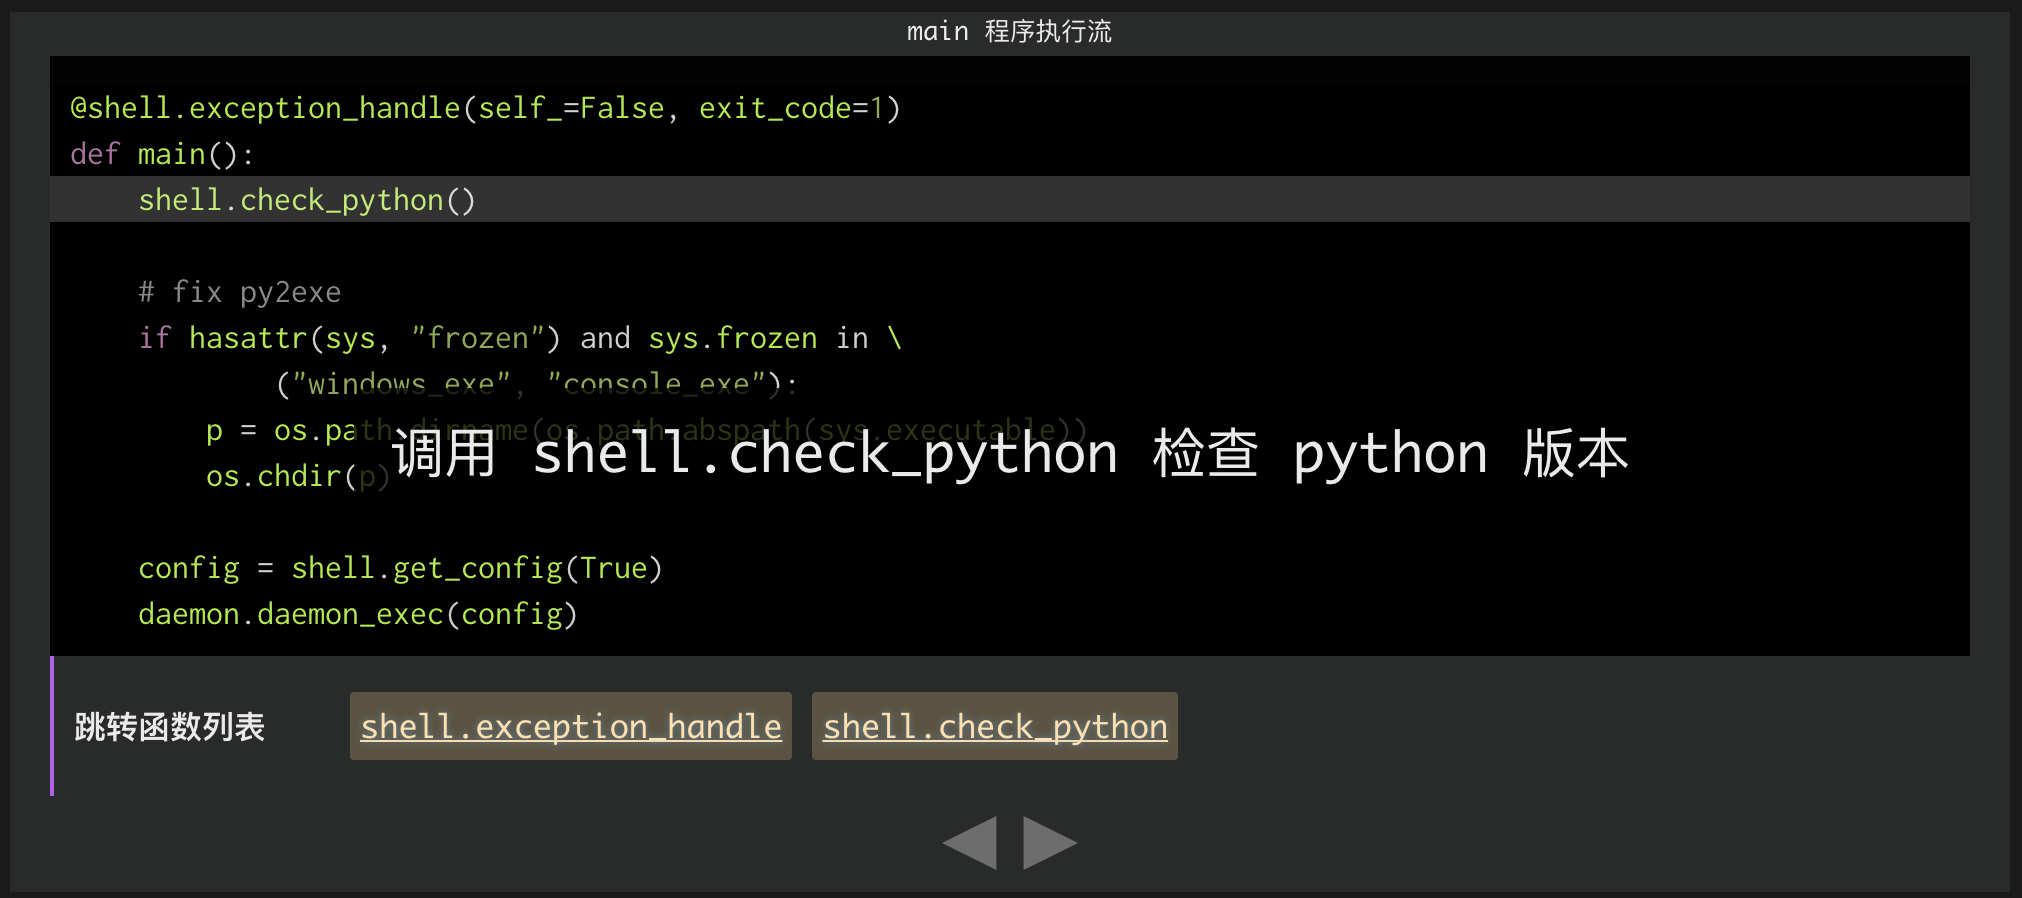 main 程序执行流
@shell.exception_handle(self_=False, exit_code=1)
def main():
    shell.check_python()
    # fix py2exe
    if hasattr(sys, "frozen") and sys.frozen in \
            ("windows_exe", "console_exe"):
        p = os.path.dirname(os.path.abspath(sys.executable))
调用 shell.check_python 检查 python 版本
        os.chdir(p)
    config = shell.get_config(True)
    daemon.daemon_exec(config)
跳转函数列表 shell.exception_handle shell.check_python